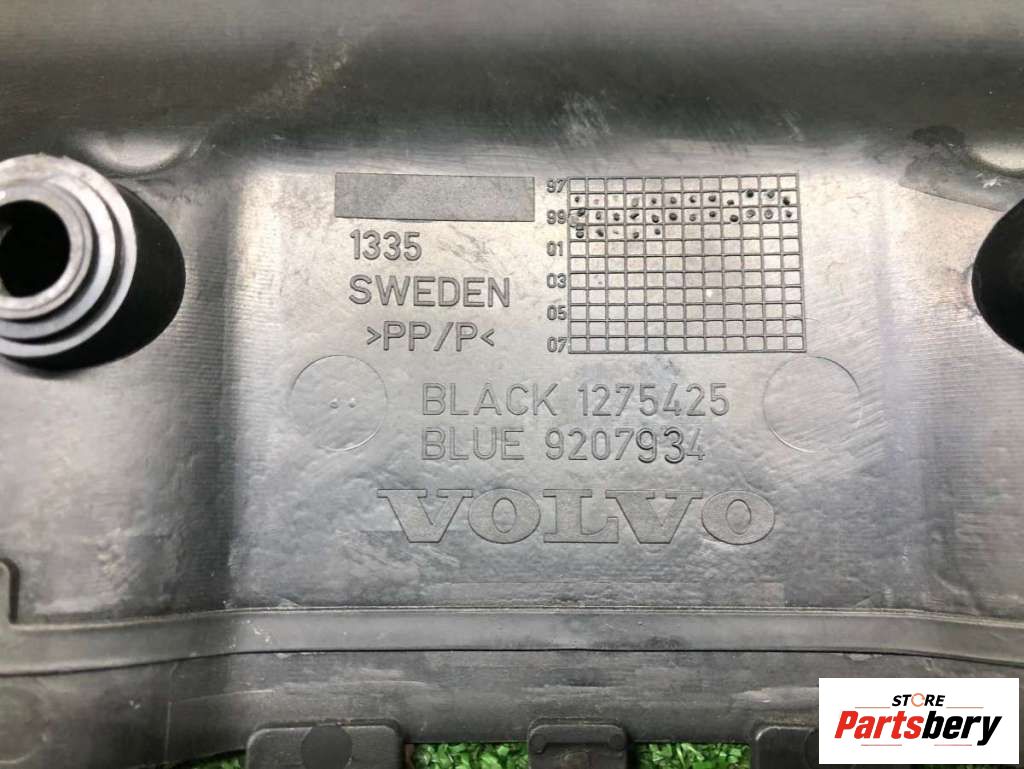 97
99
01
03
05
07
1335
SWEDEN
>PP/P<
BLACK 1275425
BLUE 9207934
VOLVO
STORE
Partsbery